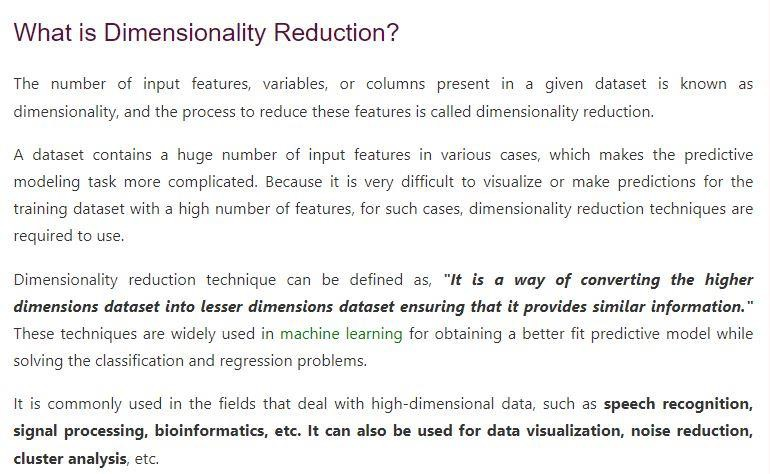 What is Dimensionality Reduction?
The number of input features, variables, or columns present in a given dataset is known as
dimensionality, and the process to reduce these features is called dimensionality reduction.
A dataset contains a huge number of input features in various cases, which makes the predictive
modeling task more complicated. Because it is very difficult to visualize or make predictions for the
training dataset with a high number of features, for such cases, dimensionality reduction techniques are
required to use.
Dimensionality reduction technique can be defined as, "It is a way of converting the higher
dimensions dataset into lesser dimensions dataset ensuring that it provides similar information."
These techniques are widely used in machine learning for obtaining a better fit predictive model while
solving the classification and regression problems.
It is commonly used in the fields that deal with high-dimensional data, such as speech recognition,
signal processing, bioinformatics, etc. It can also be used for data visualization, noise reduction,
cluster analysis, etc.